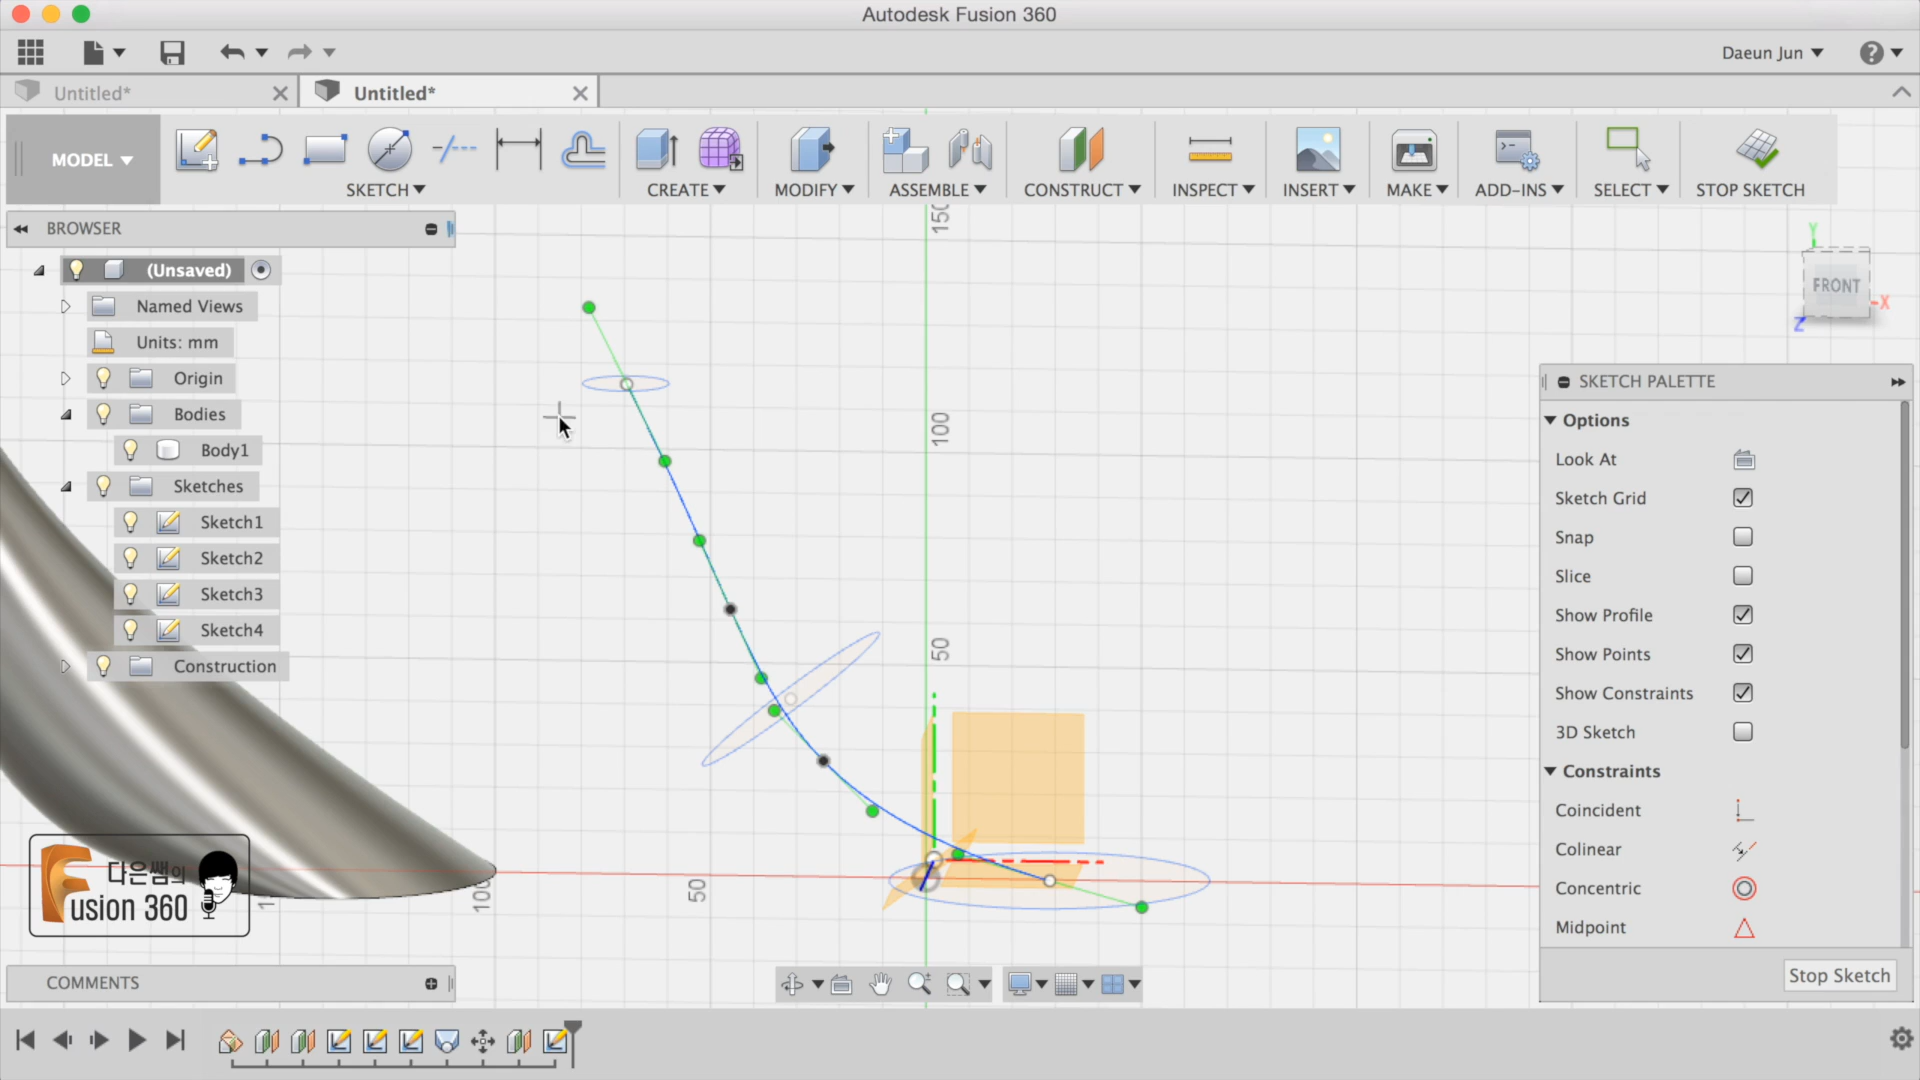 Autodesk Fusion 360
Daeun Jun
Untitled*
Untitled*
MODEL
SKETCH
CREATE
MODIFY
ASSEMBLE
CONSTRUCT
INSPECT
INSERT
MAKE
ADD-INS
SELECT
STOP SKETCH
BROWSER
(Unsaved)
Named Views
Units: mm
Origin
Bodies
Body1
Sketches
Sketch1
Sketch2
Sketch3
Sketch4
Construction
150
100
50
50
100
Y
FRONT
X
Z
SKETCH PALETTE
Options
Look At
Sketch Grid
Snap
Slice
Show Profile
Show Points
Show Constraints
3D Sketch
Constraints
Coincident
Colinear
Concentric
Midpoint
Stop Sketch
다은쌤의
Fusion 360
COMMENTS